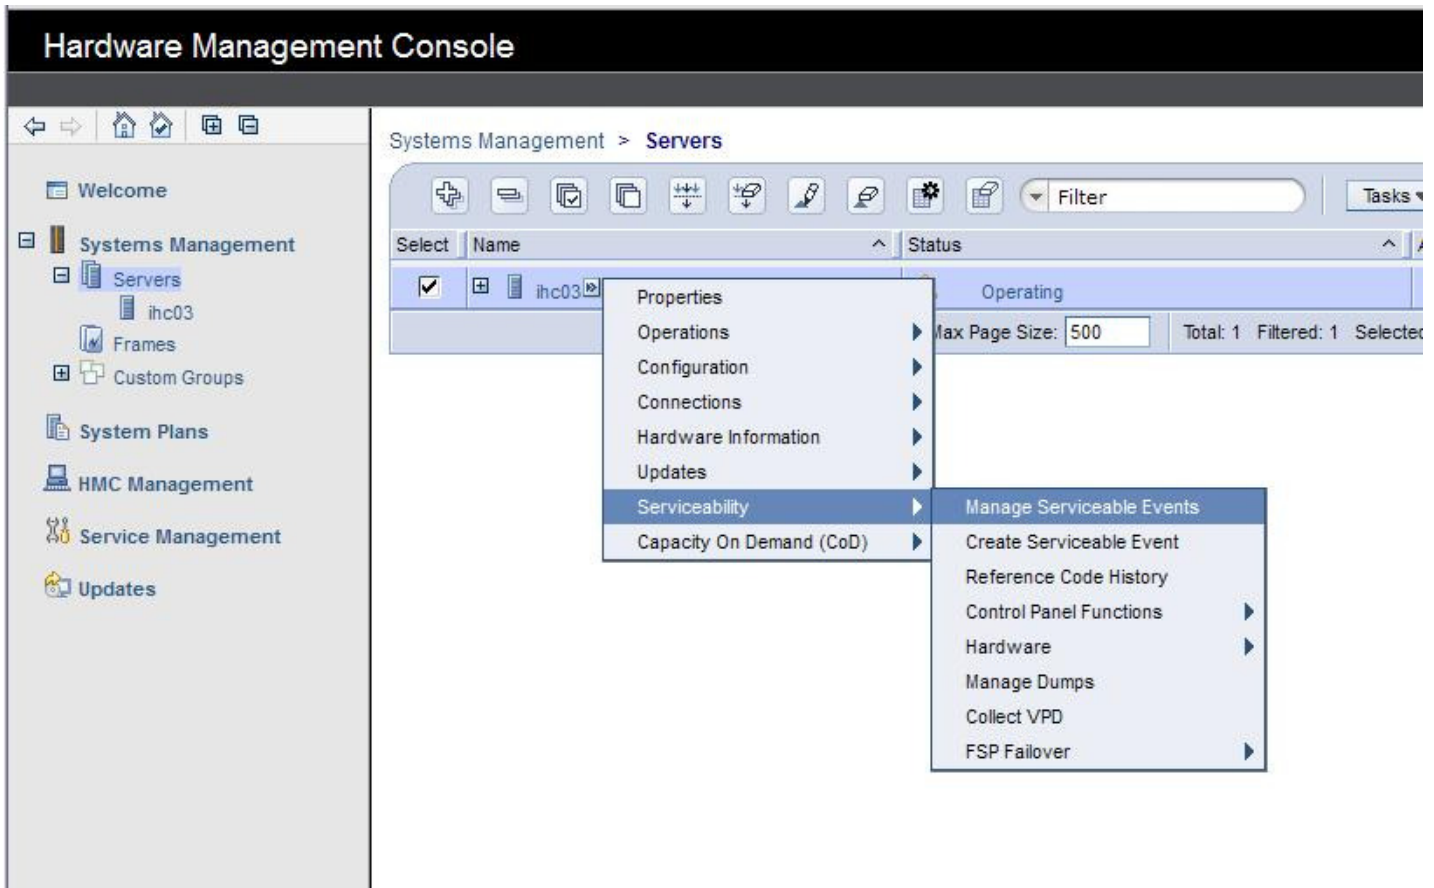 Hardware Management Console
Systems Management > Servers
Welcome
Systems Management
Servers
ihc03
Frames
Custom Groups
System Plans
HMC Management
Service Management
Updates
Filter
Tasks
Select Name Status
ihc03 Operating
Max Page Size: 500 Total: 1 Filtered: 1 Selected
Properties
Operations
Configuration
Connections
Hardware Information
Updates
Serviceability
Capacity On Demand (CoD)
Manage Serviceable Events
Create Serviceable Event
Reference Code History
Control Panel Functions
Hardware
Manage Dumps
Collect VPD
FSP Failover